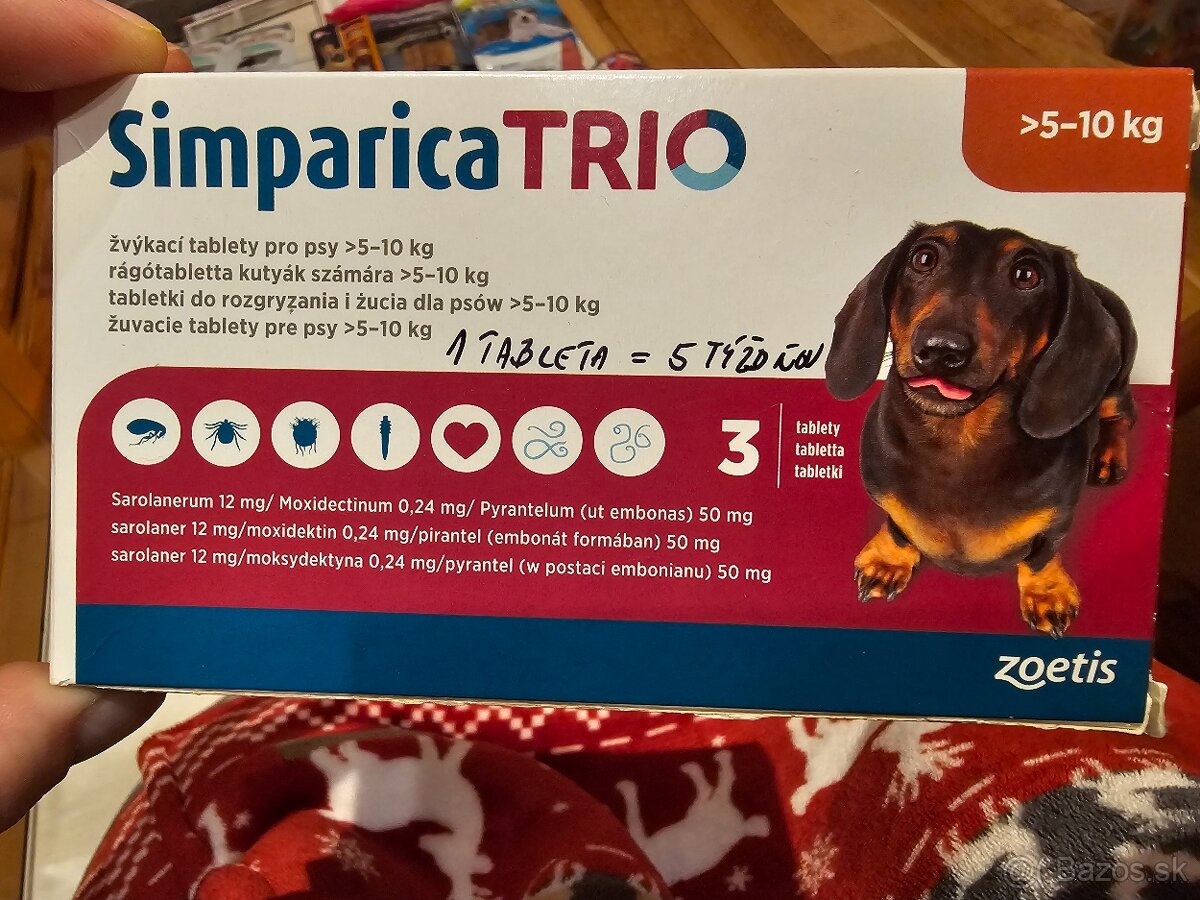 SimparicaTRIO
>5-10 kg
žvýkací tablety pro psy >5-10 kg
rágótabletta kutyák számára >5-10 kg
tabletki do rozgryzania i żucia dla psów >5-10 kg
žuvacie tablety pre psy >5-10 kg
1 TABLETA = 5 TÝŽDŇOV
3
tablety
tabletta
tabletki
Sarolanerum 12 mg/ Moxidectinum 0,24 mg/ Pyrantelum (ut embonas) 50 mg
sarolaner 12 mg/moxidektin 0,24 mg/pirantel (embonát formában) 50 mg
sarolaner 12 mg/moksydektyna 0,24 mg/pyrantel (w postaci embonianu) 50 mg
zoetis
Bazos.sk